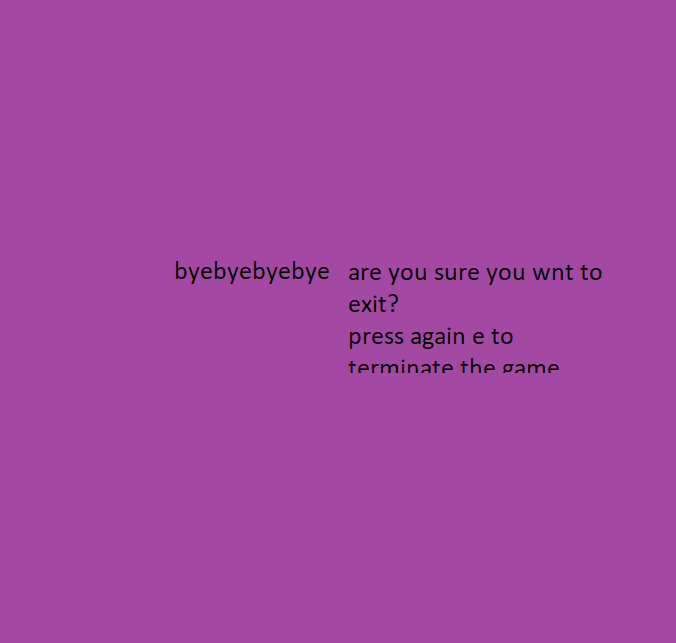 byebyebyebye
are you sure you wnt to
exit?
press again e to
terminate the game